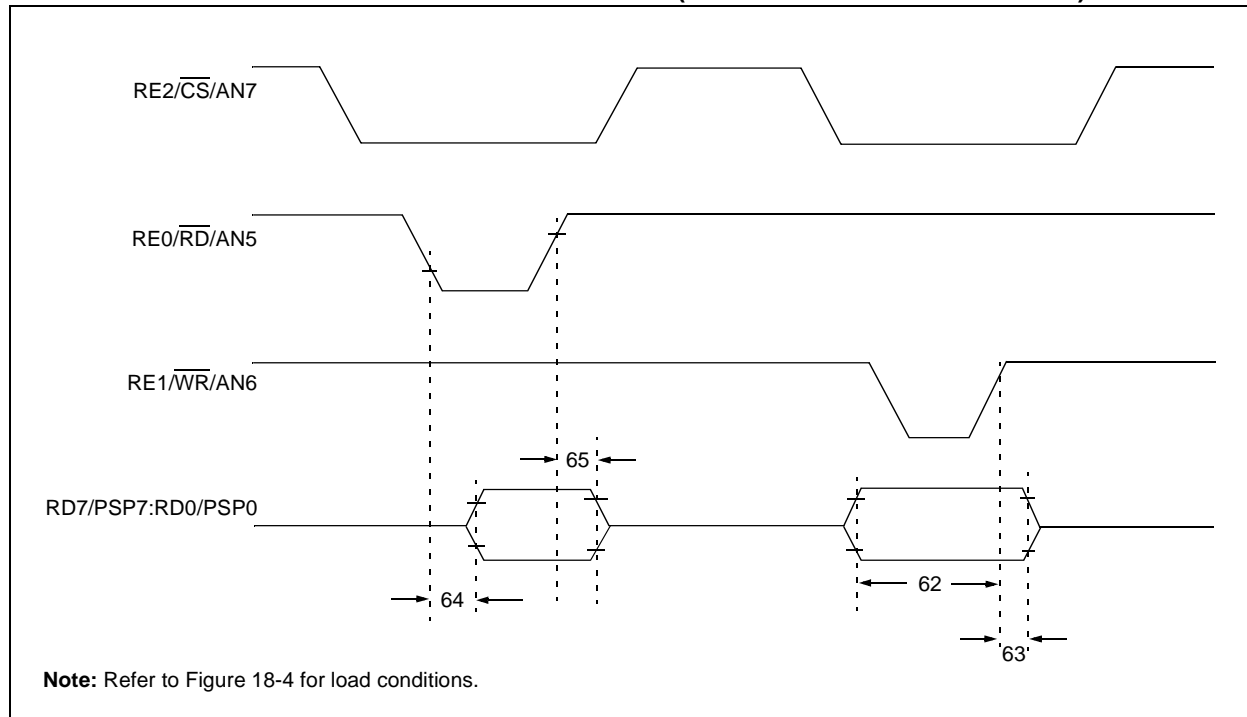 RE2/CS/AN7
RE0/RD/AN5
RE1/WR/AN6
65
RD7/PSP7:RD0/PSP0
64
62
63
Note: Refer to Figure 18-4 for load conditions.